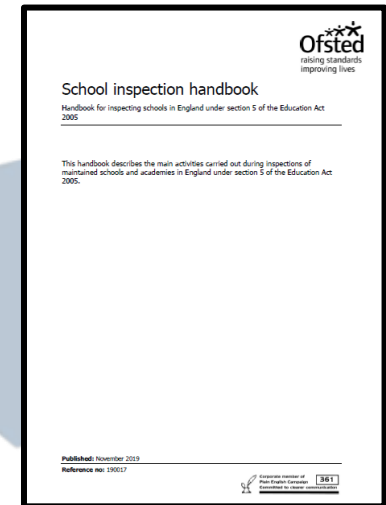 Ofsted
raising standards
improving lives
School inspection handbook
Handbook for inspecting schools in England under section 5 of the Education Act
2005
This handbook describes the main activities carried out during inspections of
maintained schools and academies in England under section 5 of the Education Act
2005.
Published: November 2019
Reference no: 190017
Corporate member of
Plain English Campaign
Committed to clearer communication
361